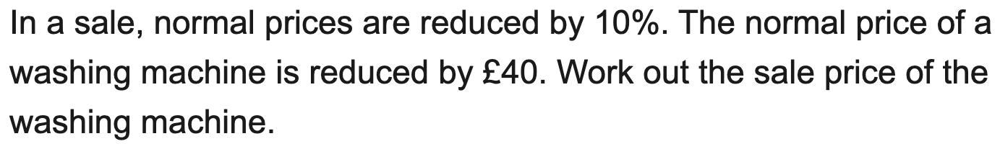 In a sale, normal prices are reduced by 10%. The normal price of a
washing machine is reduced by £40. Work out the sale price of the
washing machine.